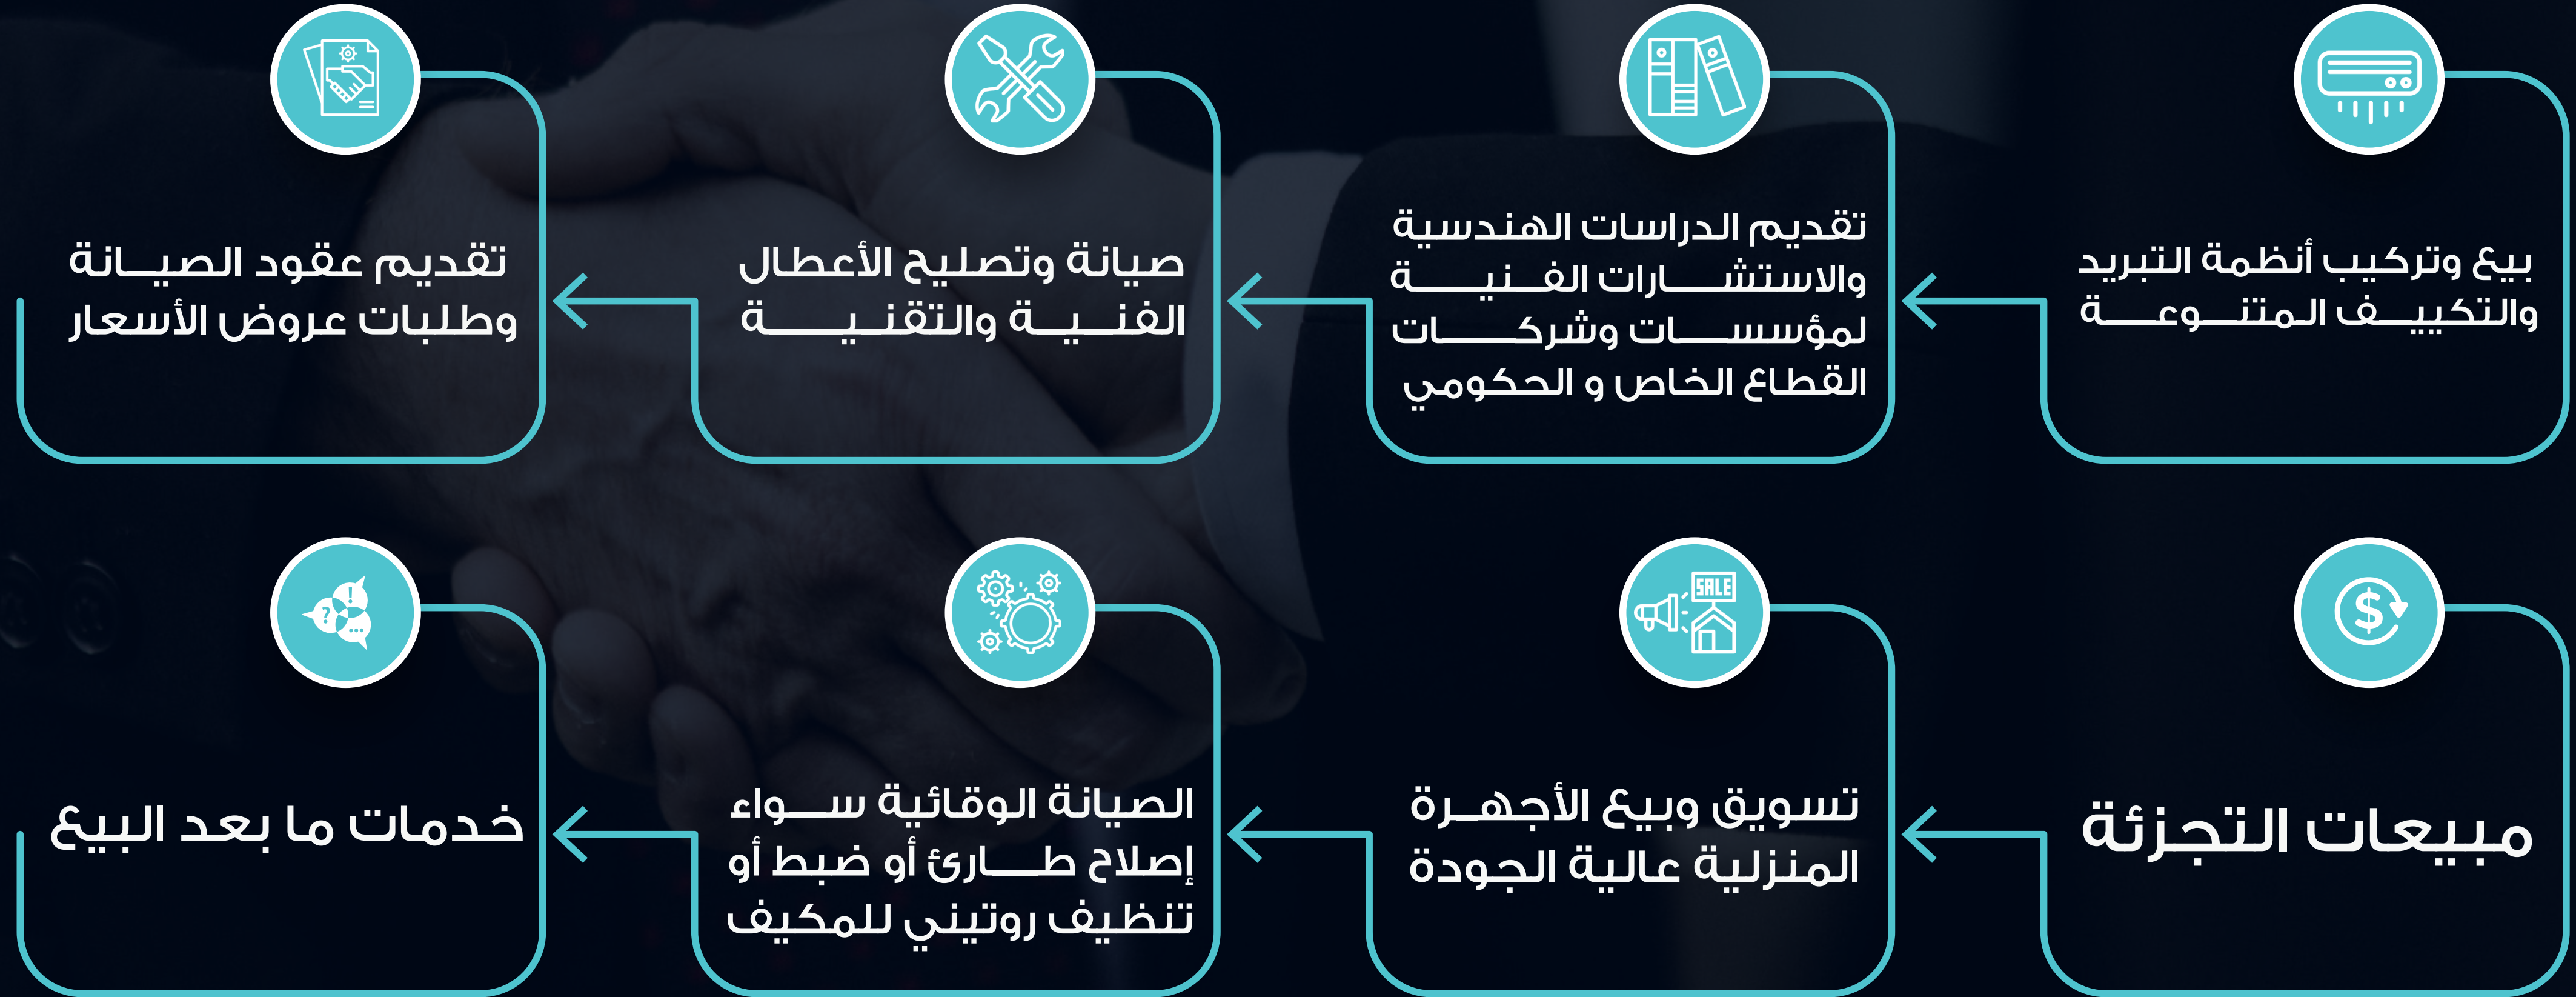 بيع وتركيب أنظمة التبريد
والتكييف المتنوعة
تقديم الدراسات الهندسية
والاستشارات الفنية
لمؤسسات وشركات
القطاع الخاص و الحكومي
صيانة وتصليح الأعطال
الفنية والتقنية
تقديم عقود الصيانة
وطلبات عروض الأسعار
مبيعات التجزئة
SALE
تسويق وبيع الأجهزة
المنزلية عالية الجودة
الصيانة الوقائية سواء
إصلاح طارئ أو ضبط أو
تنظيف روتيني للمكيف
خدمات ما بعد البيع